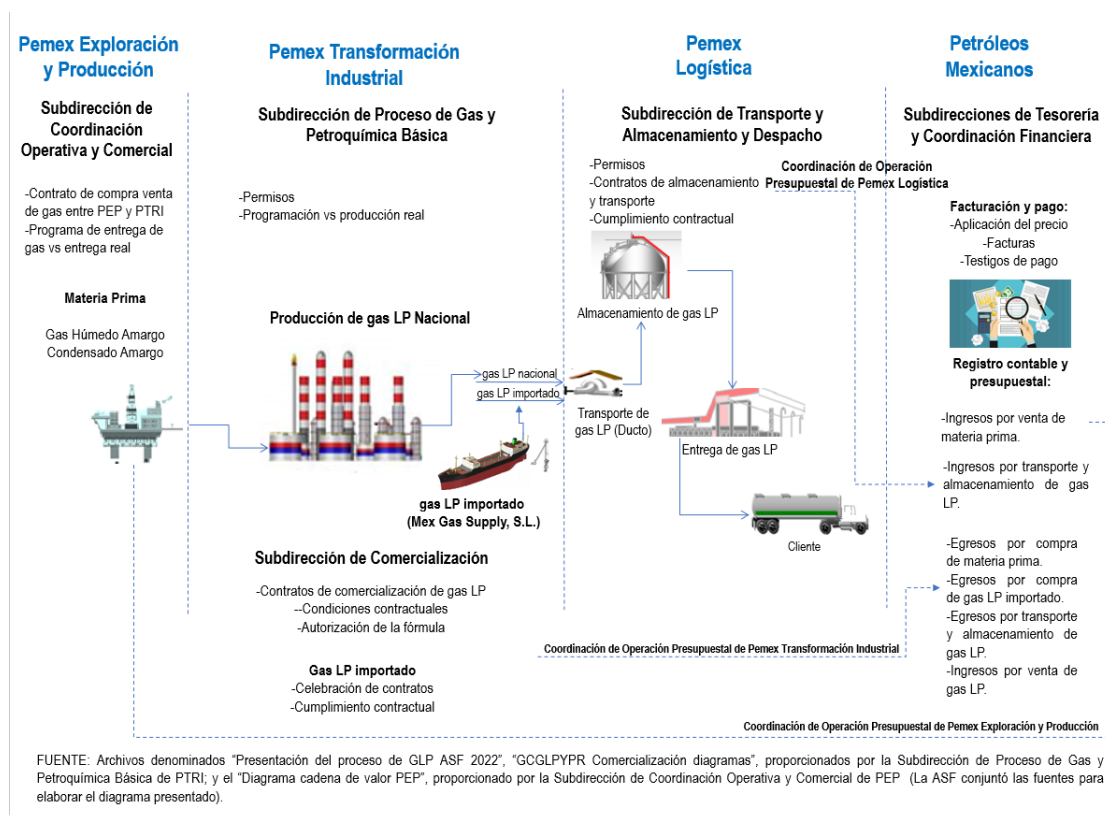 Pemex Exploración
y Producción
Subdirección de
Coordinación
Operativa y Comercial
-Contrato de compra venta
de gas entre PEP y PTRI
-Programa de entrega de
gas vs entrega real
Materia Prima
Gas Húmedo Amargo
Condensado Amargo
Pemex Transformación
Industrial
Subdirección de Proceso de Gas y
Petroquímica Básica
-Permisos
-Programación vs producción real
Producción de gas LP Nacional
gas LP nacional
gas LP importado
gas LP importado
(Mex Gas Supply, S.L.)
Subdirección de Comercialización
-Contratos de comercialización de gas LP
--Condiciones contractuales
-Autorización de la fórmula
Gas LP importado
-Celebración de contratos
-Cumplimiento contractual
Pemex
Logística
Subdirección de Transporte y
Almacenamiento y Despacho
-Permisos
-Contratos de almacenamiento
y transporte
-Cumplimiento contractual
Coordinación de Operación
Presupuestal de Pemex Logística
Almacenamiento de gas LP
Transporte de
gas LP (Ducto)
Entrega de gas LP
Cliente
Coordinación de Operación Presupuestal de Pemex Transformación Industrial
Petróleos
Mexicanos
Subdirecciones de Tesorería
y Coordinación Financiera
Facturación y pago:
-Aplicación del precio
-Facturas
-Testigos de pago
Registro contable y
presupuestal:
-Ingresos por venta de
materia prima.
-Ingresos por transporte y
almacenamiento de gas
LP.
-Egresos por compra
de materia prima.
-Egresos por compra
de gas LP importado.
-Egresos por transporte
y almacenamiento de
gas LP.
-Ingresos por venta de
gas LP.
Coordinación de Operación Presupuestal de Pemex Exploración y Producción
FUENTE: Archivos denominados “Presentación del proceso de GLP ASF 2022”, “GCGLPYPR Comercialización diagramas”, proporcionados por la Subdirección de Proceso de Gas y
Petroquímica Básica de PTRI; y el “Diagrama cadena de valor PEP”, proporcionado por la Subdirección de Coordinación Operativa y Comercial de PEP (La ASF conjuntó las fuentes para
elaborar el diagrama presentado).